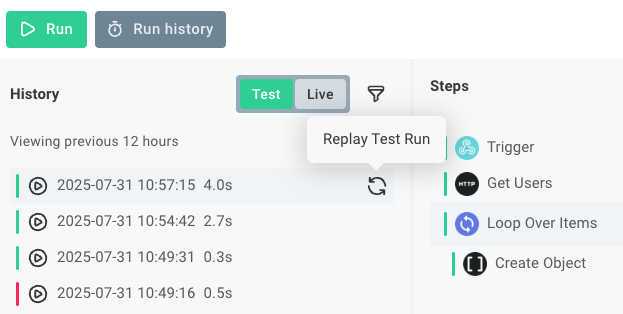 Run
Run history
History
Test
Live
Steps
Replay Test Run
Viewing previous 12 hours
Trigger
2025-07-31 10:57:15 4.0s
HTTP
Get Users
2025-07-31 10:54:42 2.7s
Loop Over Items
2025-07-31 10:49:31 0.3s
Create Object
2025-07-31 10:49:16 0.5s